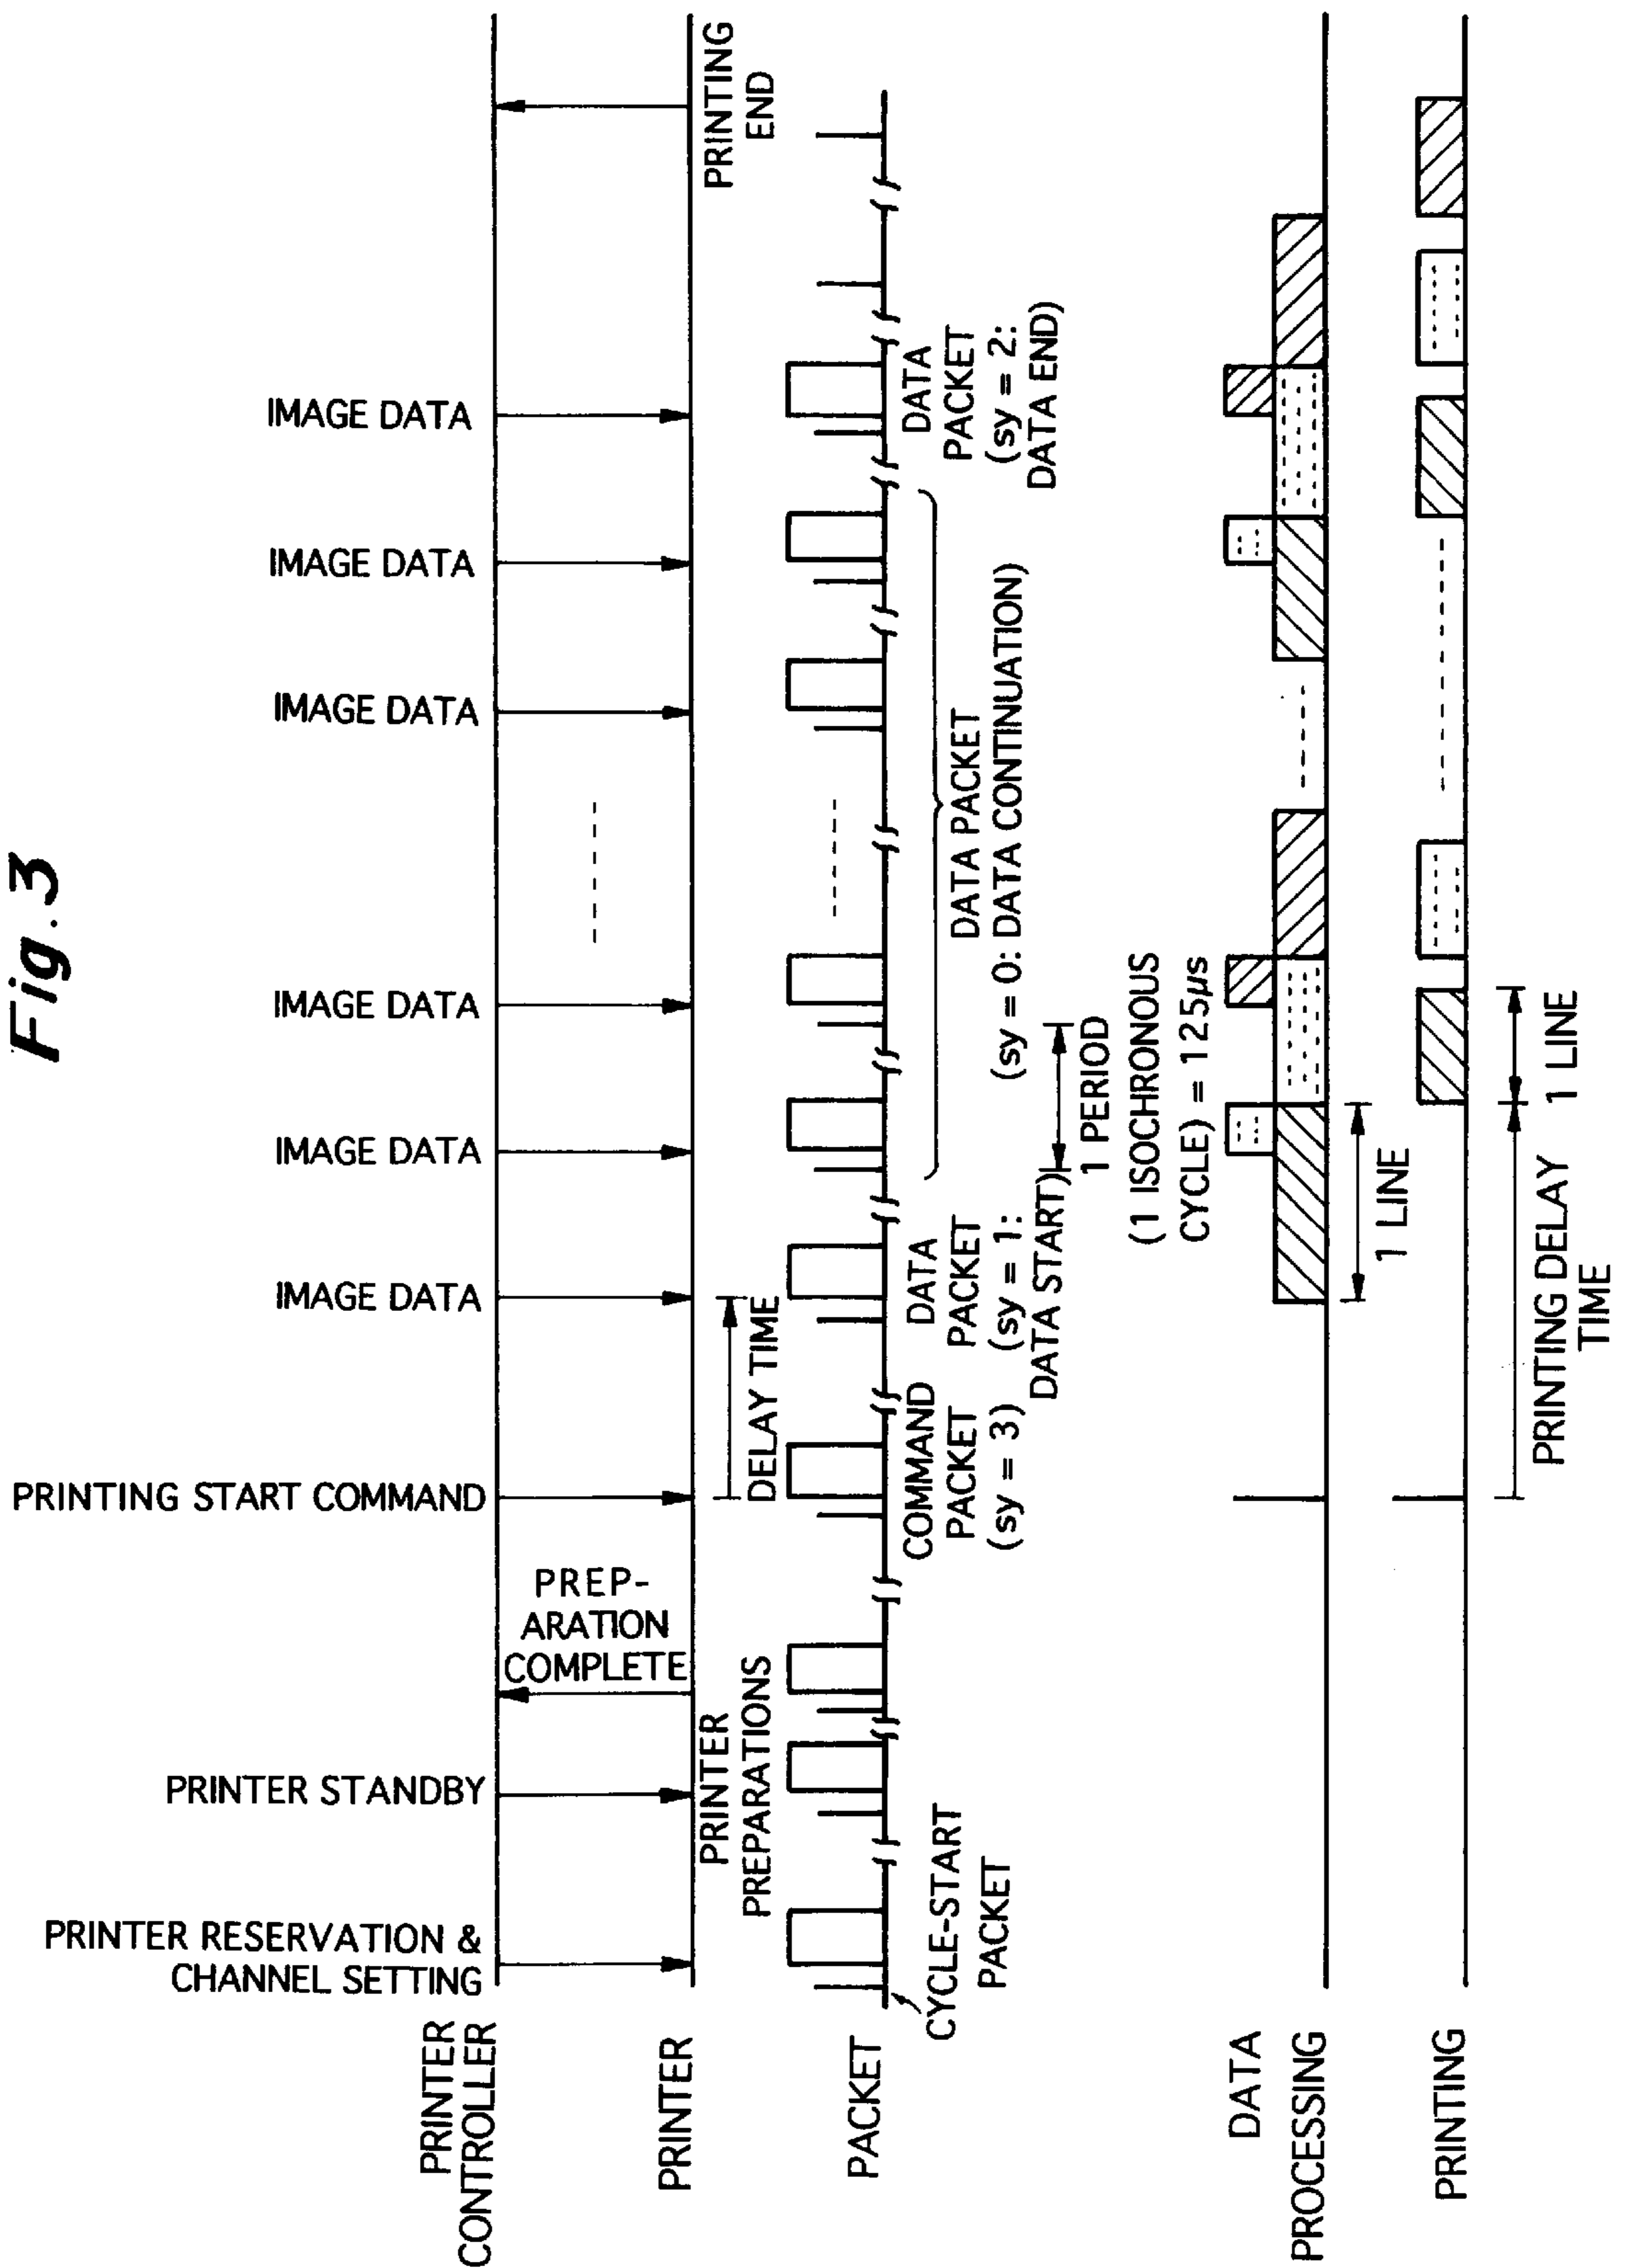 Fig. 3
PRINTER
CONTROLLER
PRINTER RESERVATION &
CHANNEL SETTING
PRINTER STANDBY
PREP-
ARATION
COMPLETE
PRINTING START COMMAND
IMAGE DATA
IMAGE DATA
IMAGE DATA
IMAGE DATA
IMAGE DATA
IMAGE DATA
PRINTER
PRINTER
PREPARATIONS
DELAY TIME
PRINTING
END
PACKET
CYCLE-START
PACKET
COMMAND
PACKET
(sy = 3)
DATA
PACKET
(sy = 1:
DATA START)
DATA PACKET
(sy = 0: DATA CONTINUATION)
DATA
PACKET
(sy = 2:
DATA END)
1 PERIOD
(1 ISOCHRONOUS
CYCLE) = 125µs
DATA
PROCESSING
1 LINE
PRINTING
PRINTING DELAY
TIME
1 LINE